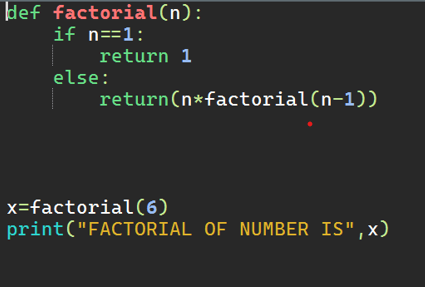 def factorial(n):
    if n==1:
        return 1
    else:
        return(n*factorial(n-1))
x=factorial(6)
print("FACTORIAL OF NUMBER IS",x)